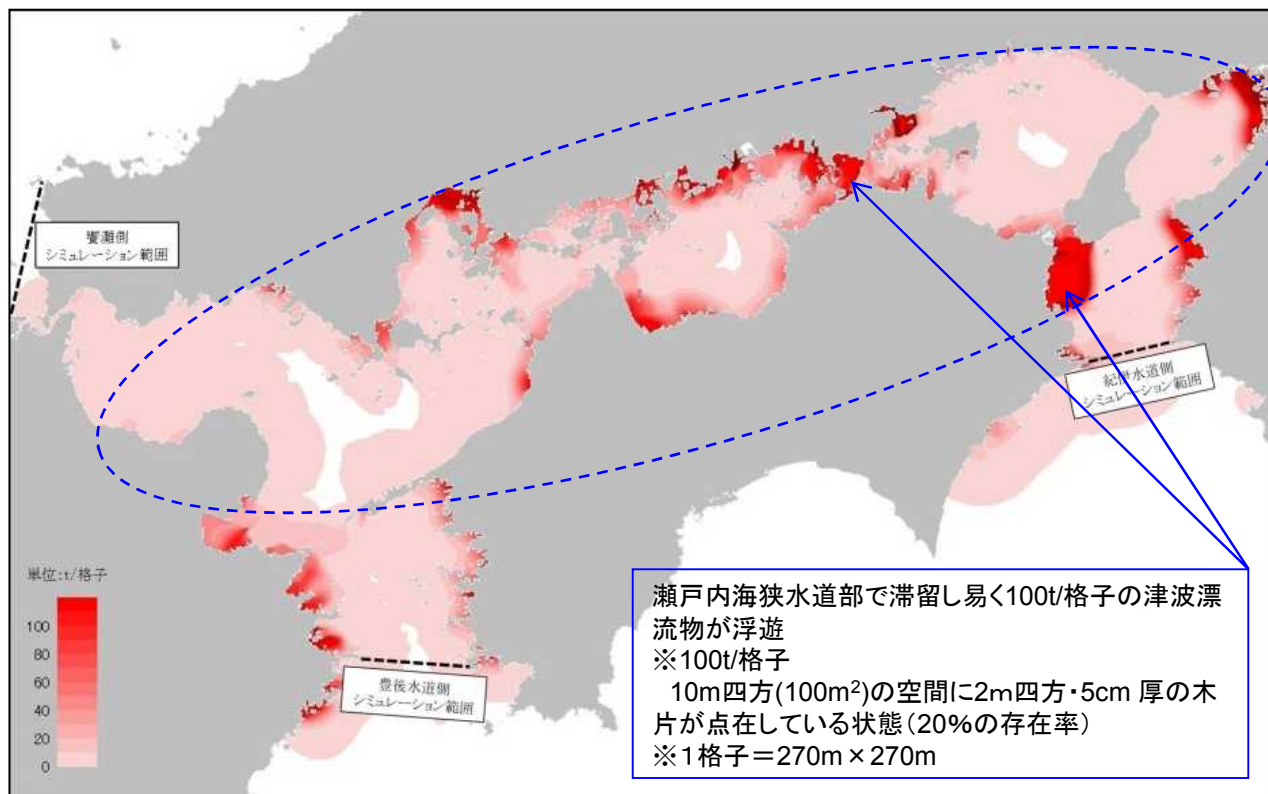 響灘側
シミュレーション範囲
紀伊水道側
シミュレーション範囲
単位:t/格子
100
80
60
40
20
0
豊後水道側
シミュレーション範囲
瀬戸内海狭水道部で滞留し易く100t/格子の津波漂
流物が浮遊
※100t/格子
10m四方(100m²)の空間に2m四方・5cm 厚の木
片が点在している状態(20%の存在率)
※1格子=270m×270m